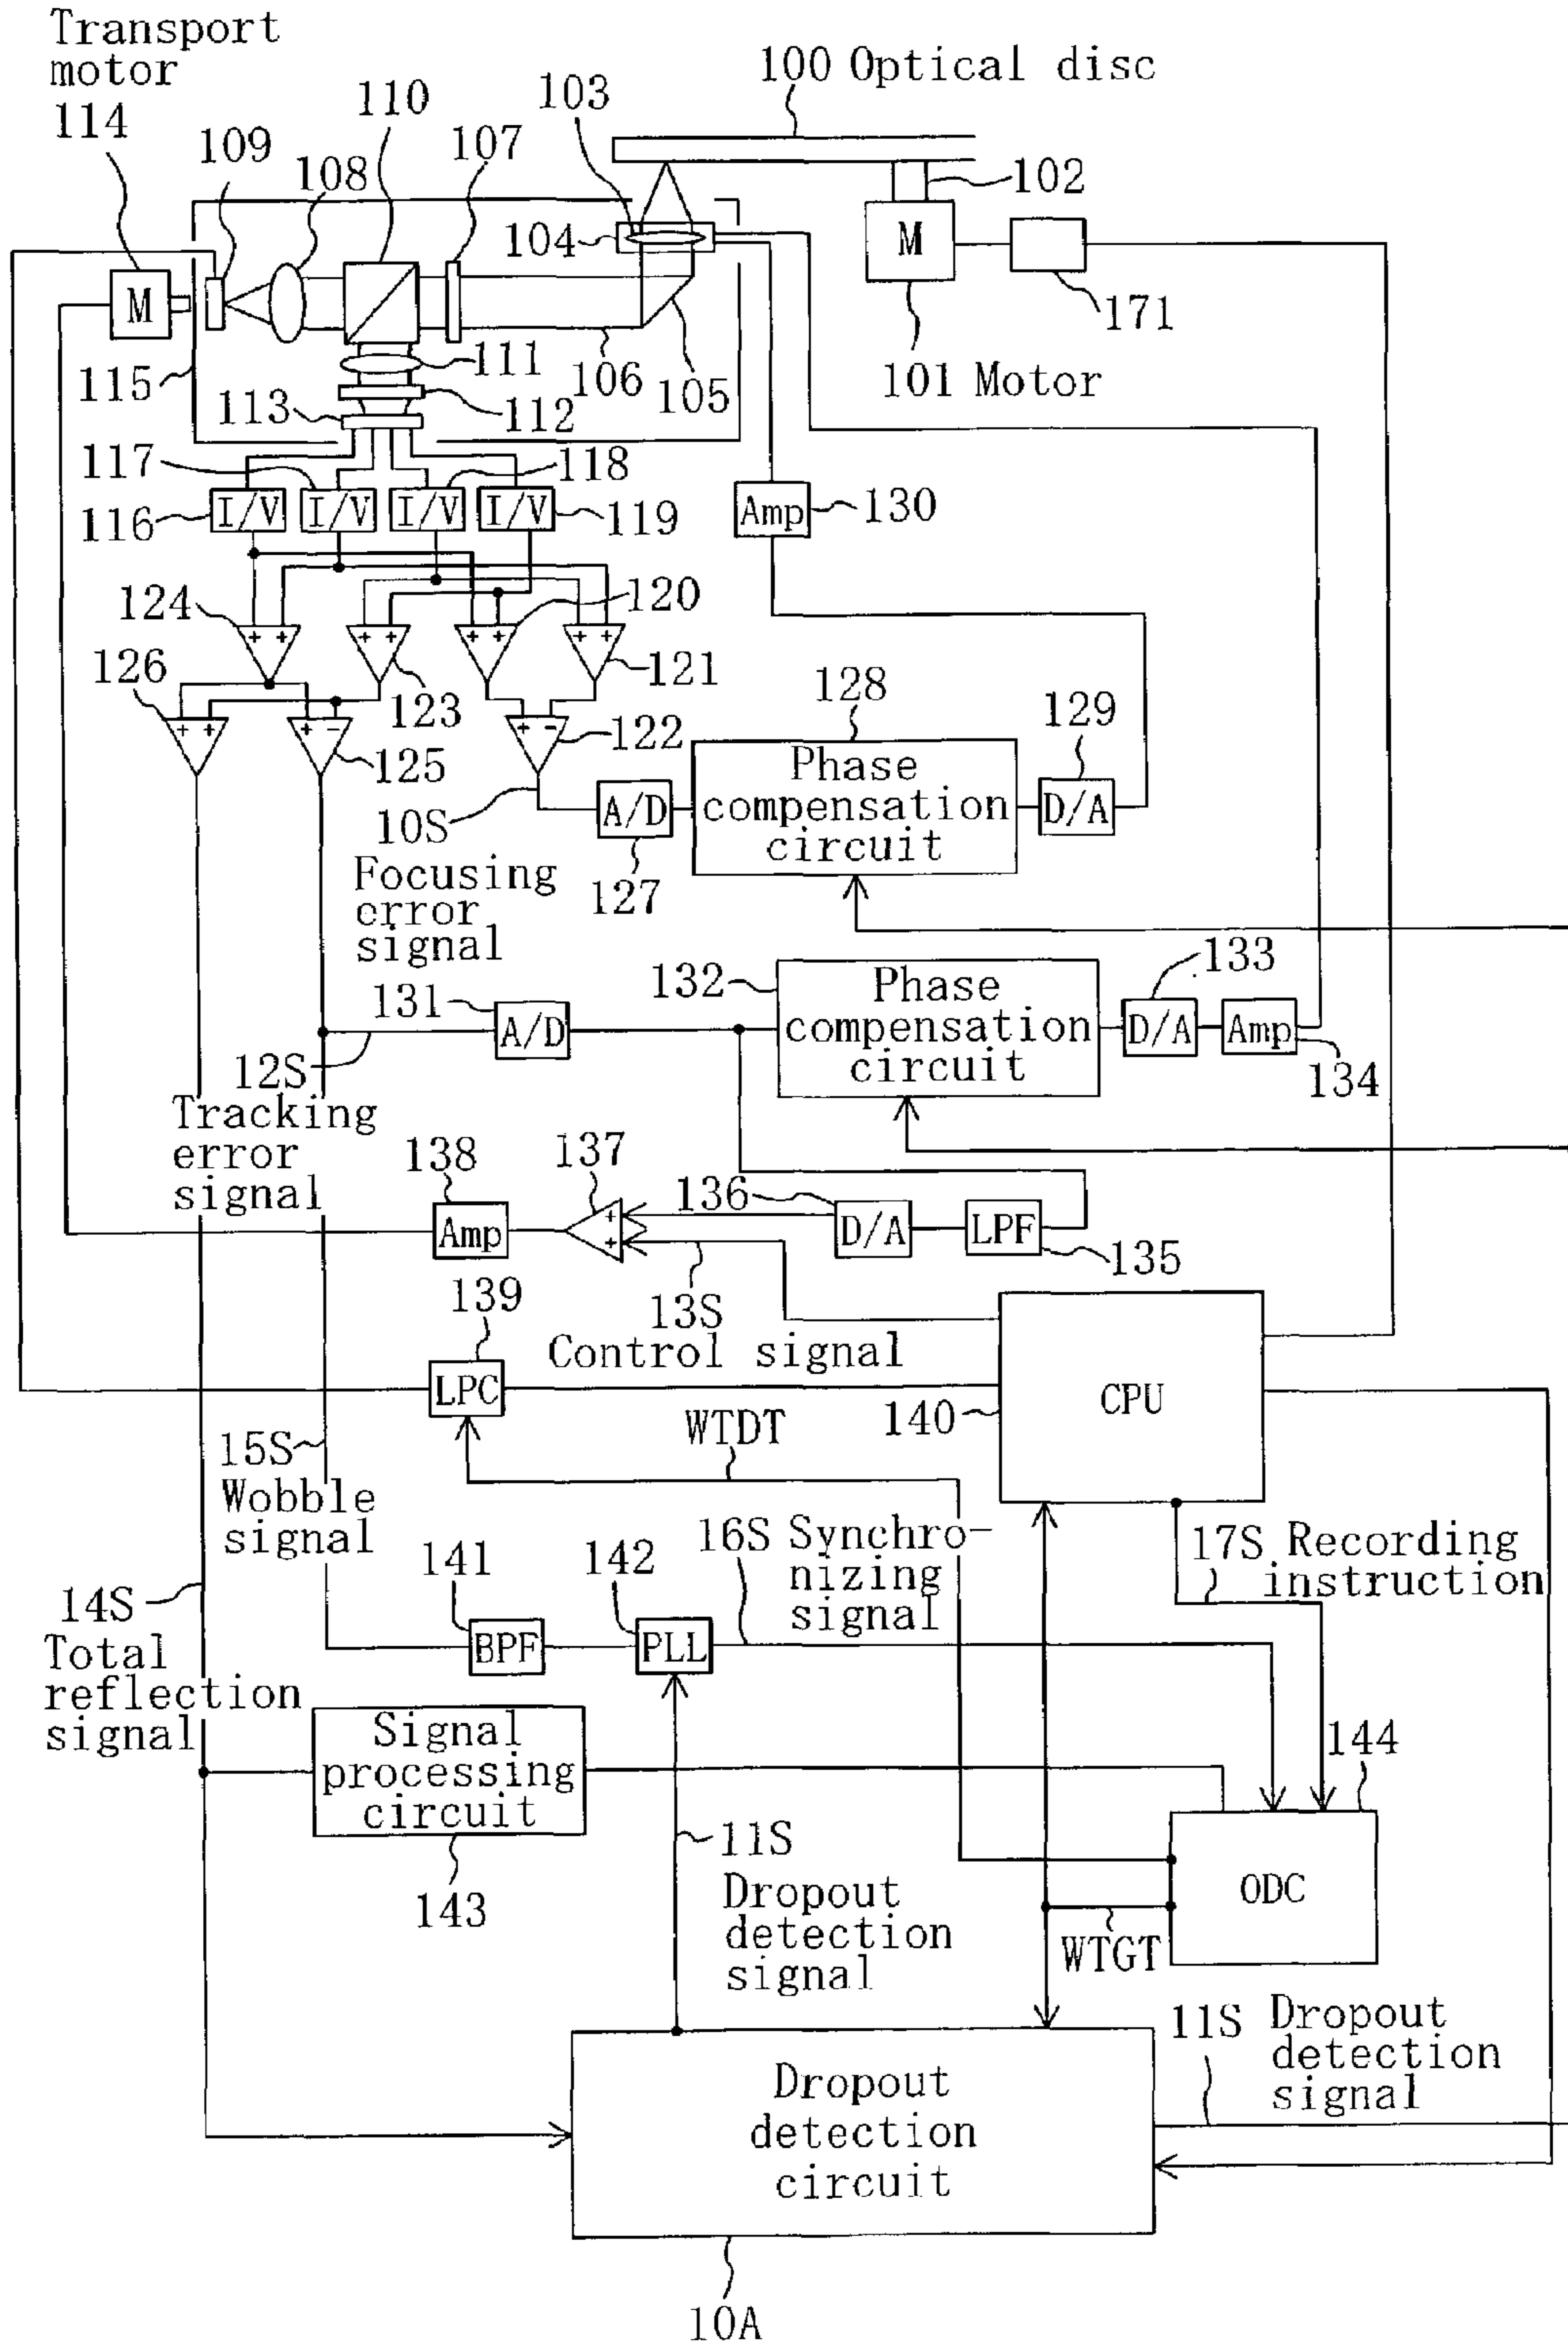 Transport
motor
114
109
108
110
107
103
100 Optical disc
102
104
M
M
171
115
113
111
112
106
105
101 Motor
117
118
116
I/V
I/V
I/V
I/V
119
Amp
130
124
120
+ +
+ +
+ +
+ +
121
126
123
+ +
+ -
125
+ -
122
128
Phase
compensation
circuit
129
D/A
10S
A/D
127
Focusing
error
signal
131
A/D
132
Phase
compensation
circuit
133
D/A
Amp
134
12S
Tracking
error
signal
138
Amp
137
+
+
136
D/A
LPF
135
13S
Control signal
139
LPC
140
CPU
WTDT
15S
Wobble
signal
16S Synchro-
nizing
signal
17S Recording
instruction
141
BPF
142
PLL
14S
Total
reflection
signal
Signal
processing
circuit
143
144
ODC
11S
Dropout
detection
signal
WTGT
11S Dropout
detection
signal
Dropout
detection
circuit
10A